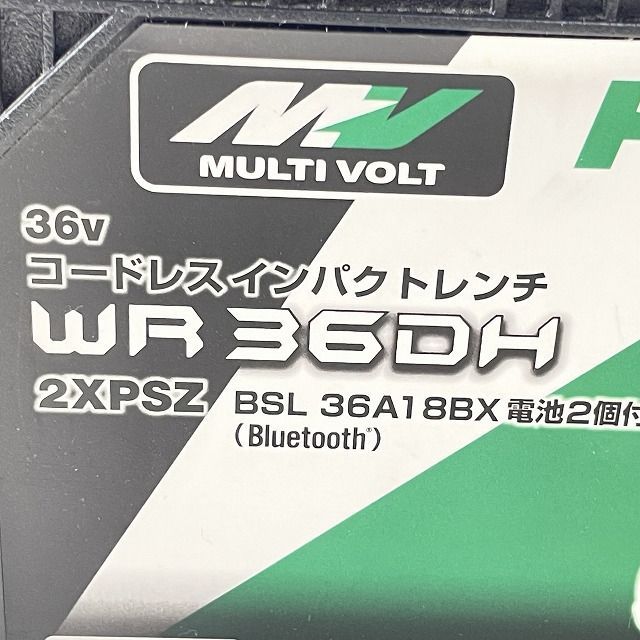 MV
MULTI VOLT
36v
コードレスインパクトレンチ
WR 36DH
2XPSZ BSL 36A18BX 電池2個付
(Bluetooth®)